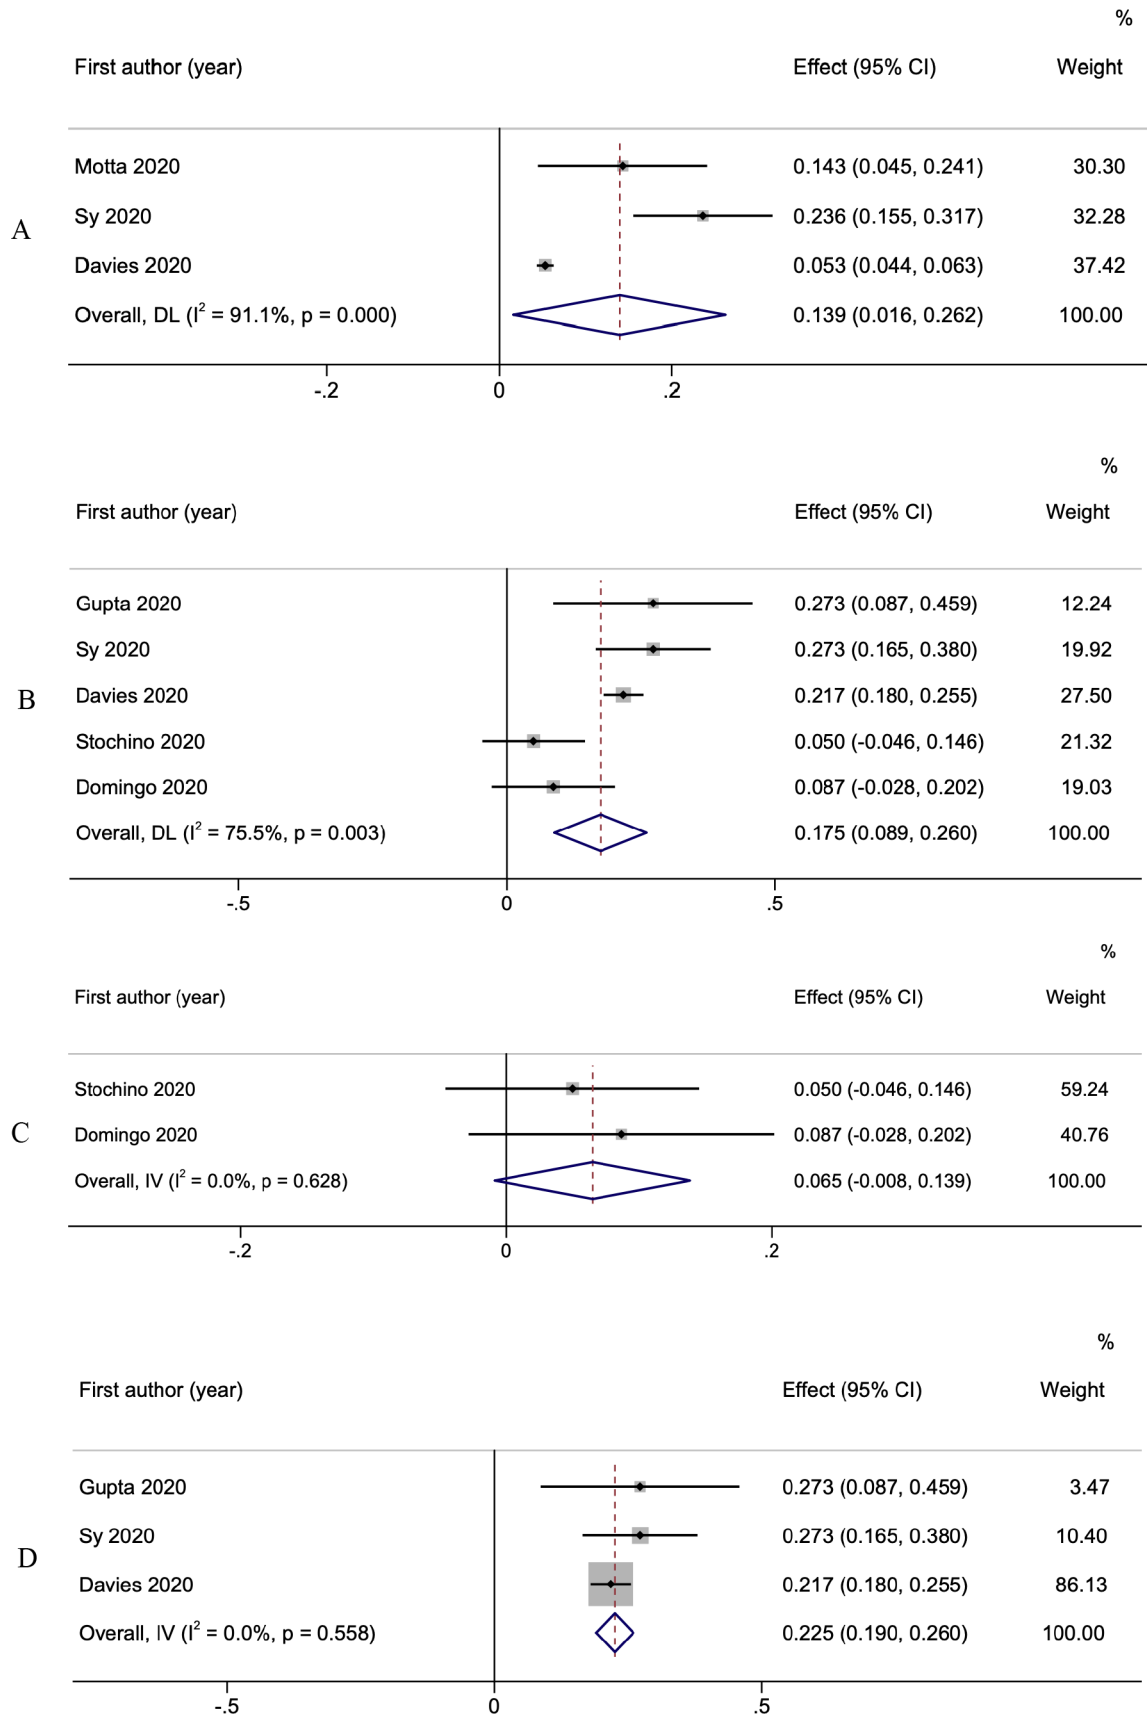 %
First author (year) Effect (95% CI) Weight
Motta 2020 0.143 (0.045, 0.241) 30.30
Sy 2020 0.236 (0.155, 0.317) 32.28
A
Davies 2020 0.053 (0.044, 0.063) 37.42
Overall, DL (I² = 91.1%, p = 0.000) 0.139 (0.016, 0.262) 100.00
-.2 0 .2
%
First author (year) Effect (95% CI) Weight
Gupta 2020 0.273 (0.087, 0.459) 12.24
Sy 2020 0.273 (0.165, 0.380) 19.92
B Davies 2020 0.217 (0.180, 0.255) 27.50
Stochino 2020 0.050 (-0.046, 0.146) 21.32
Domingo 2020 0.087 (-0.028, 0.202) 19.03
Overall, DL (I² = 75.5%, p = 0.003) 0.175 (0.089, 0.260) 100.00
-.5 0 .5
%
First author (year) Effect (95% CI) Weight
Stochino 2020 0.050 (-0.046, 0.146) 59.24
C Domingo 2020 0.087 (-0.028, 0.202) 40.76
Overall, IV (I² = 0.0%, p = 0.628) 0.065 (-0.008, 0.139) 100.00
-.2 0 .2
%
First author (year) Effect (95% CI) Weight
Gupta 2020 0.273 (0.087, 0.459) 3.47
Sy 2020 0.273 (0.165, 0.380) 10.40
D
Davies 2020 0.217 (0.180, 0.255) 86.13
Overall, IV (I² = 0.0%, p = 0.558) 0.225 (0.190, 0.260) 100.00
-.5 0 .5